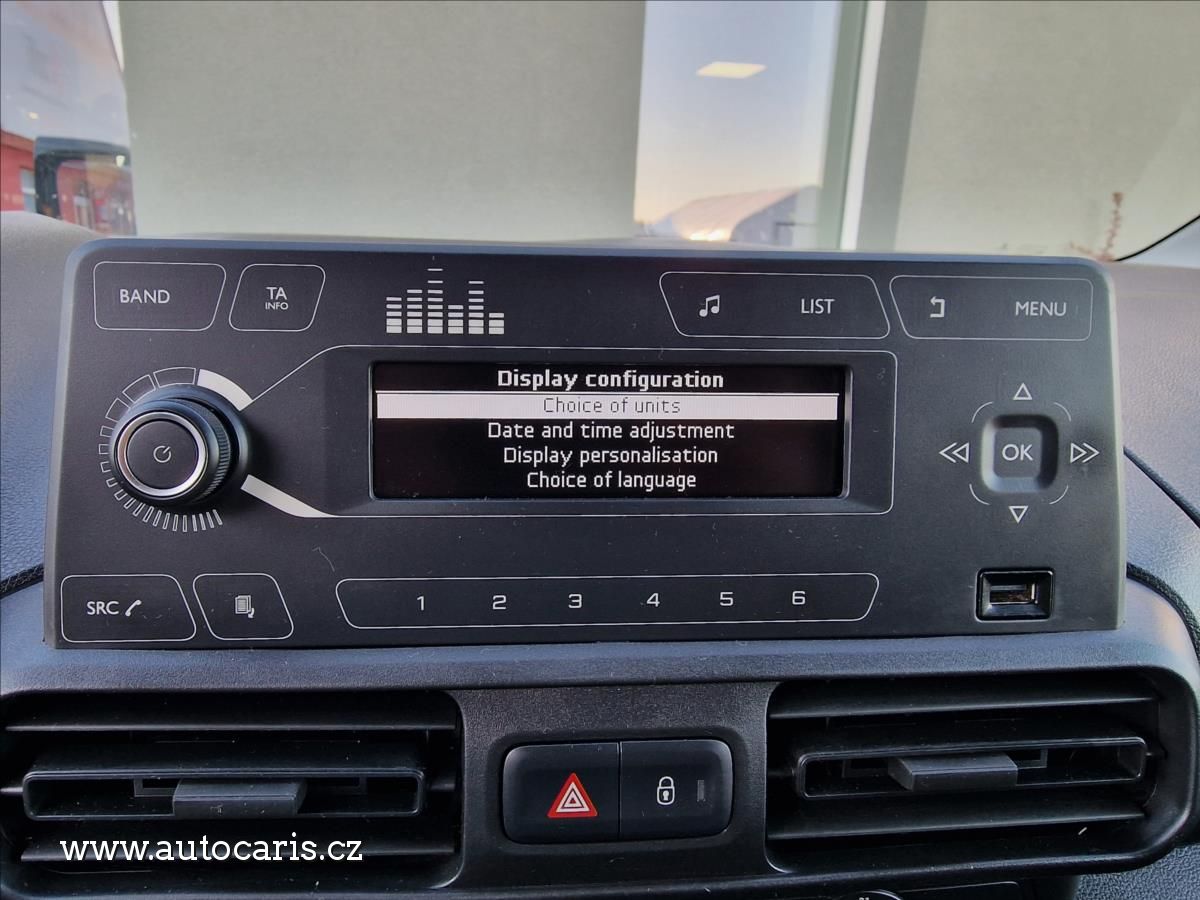 BAND
TA
INFO
LIST
MENU
Display configuration
Choice of units
Date and time adjustment
Display personalisation
Choice of language
OK
SRC
1 2 3 4 5 6
www.autocaris.cz